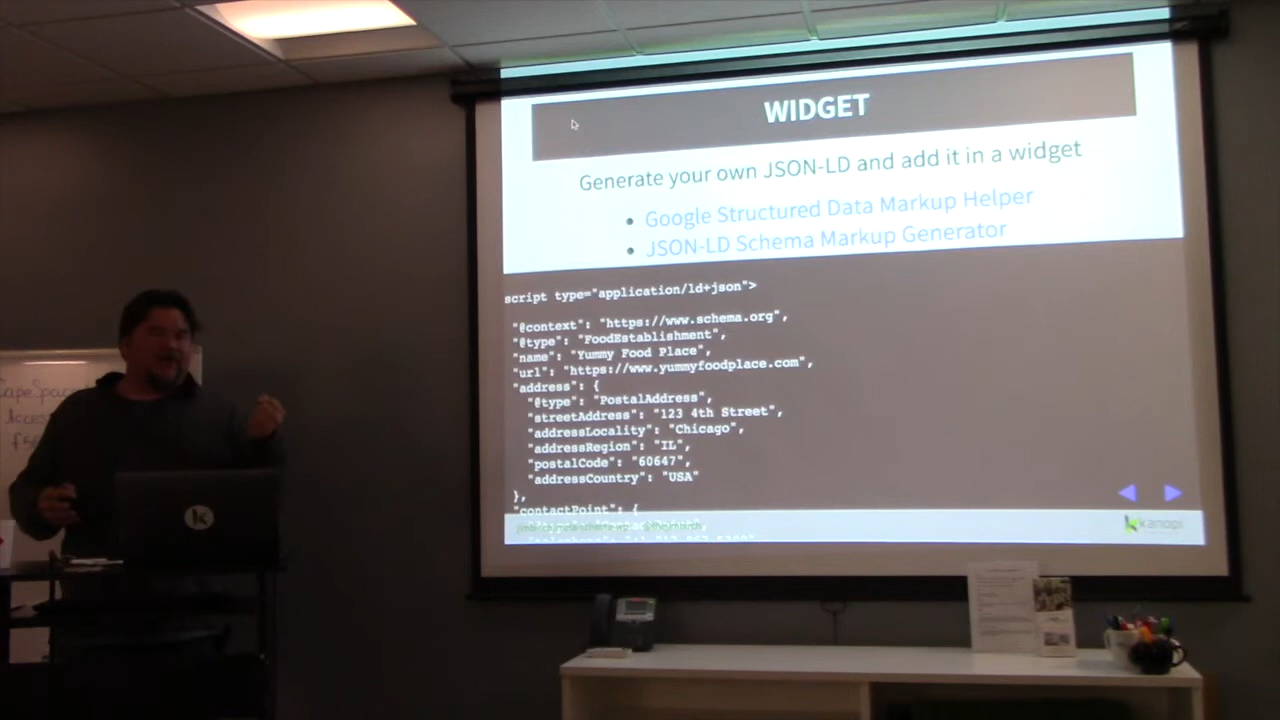 WIDGET
Generate your own JSON-LD and add it in a widget
• Google Structured Data Markup Helper
• JSON-LD Schema Markup Generator
script type="application/ld+json">
"@context": "https://www.schema.org",
"@type": "FoodEstablishment",
"name": "Yummy Food Place",
"url": "https://www.yummyfoodplace.com",
"address": {
"@type": "PostalAddress",
"streetAddress": "123 4th Street",
"addressLocality": "Chicago",
"addressRegion": "IL",
"postalCode": "60647",
"addressCountry": "USA"
},
"contactPoint": {
kanopi
k